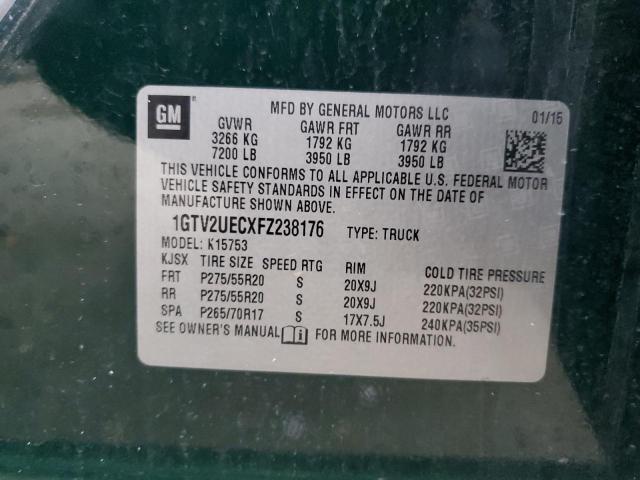 GM
MFD BY GENERAL MOTORS LLC 01/15
GVWR GAWR FRT GAWR RR
3266 KG 1792 KG 1792 KG
7200 LB 3950 LB 3950 LB
THIS VEHICLE CONFORMS TO ALL APPLICABLE U.S. FEDERAL MOTOR
VEHICLE SAFETY STANDARDS IN EFFECT ON THE DATE OF
MANUFACTURE SHOWN ABOVE.
1GTV2UECXFZ238176 TYPE: TRUCK
MODEL: K15753
KJSX TIRE SIZE SPEED RTG RIM COLD TIRE PRESSURE
FRT P275/55R20 S 20X9J 220KPA(32PSI)
RR P275/55R20 S 20X9J 220KPA(32PSI)
SPA P265/70R17 S 17X7.5J 240KPA(35PSI)
SEE OWNER'S MANUAL FOR MORE INFORMATION.